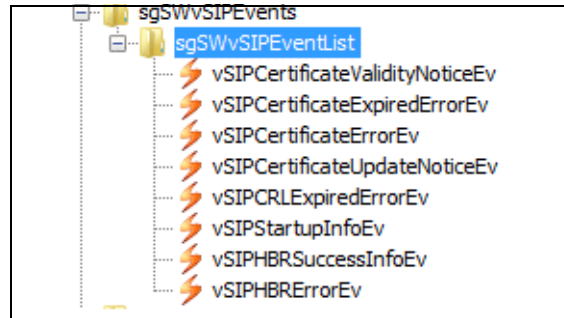 sgSWvSIPEvents
sgSWvSIPEventList
vSIPCertificateValidityNoticeEv
vSIPCertificateExpiredErrorEv
vSIPCertificateErrorEv
vSIPCertificateUpdateNoticeEv
vSIPCRLExpiredErrorEv
vSIPStartupInfoEv
vSIPHBRSuccessInfoEv
vSIPHBRErrorEv